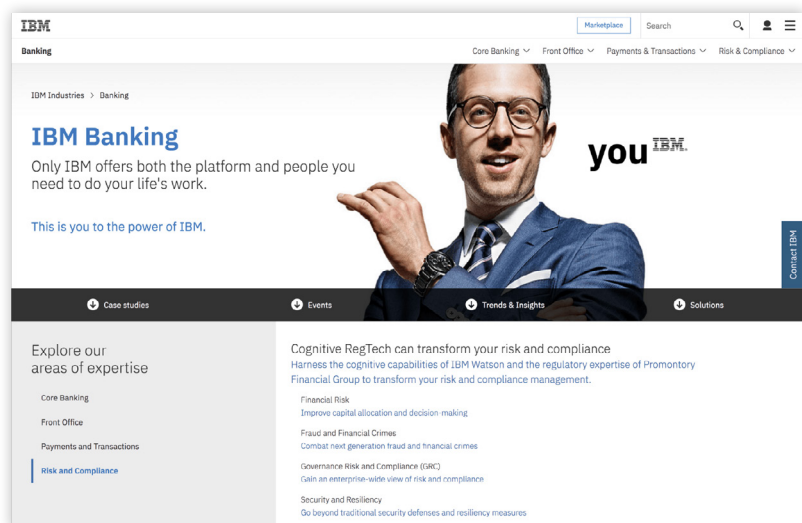 IBM
Marketplace
Search
Banking
Core Banking
Front Office
Payments & Transactions
Risk & Compliance
IBM Industries > Banking
IBM Banking
Only IBM offers both the platform and people you
need to do your life's work.
This is you to the power of IBM.
you IBM.
Contact IBM
Case studies
Events
Trends & Insights
Solutions
Explore our
areas of expertise
Core Banking
Front Office
Payments and Transactions
Risk and Compliance
Cognitive RegTech can transform your risk and compliance
Harness the cognitive capabilities of IBM Watson and the regulatory expertise of Promontory
Financial Group to transform your risk and compliance management.
Financial Risk
Improve capital allocation and decision-making
Fraud and Financial Crimes
Combat next generation fraud and financial crimes
Governance Risk and Compliance (GRC)
Gain an enterprise-wide view of risk and compliance
Security and Resiliency
Go beyond traditional security defenses and resiliency measures